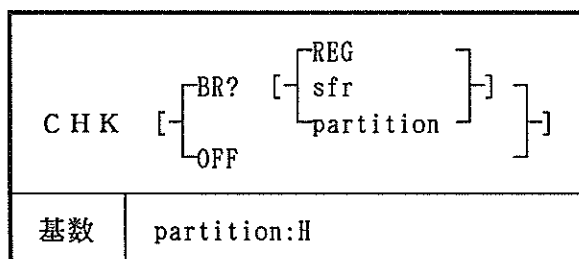 REG
BR? [ sfr ]
CHK [ partition ]
OFF
基数 partition:H